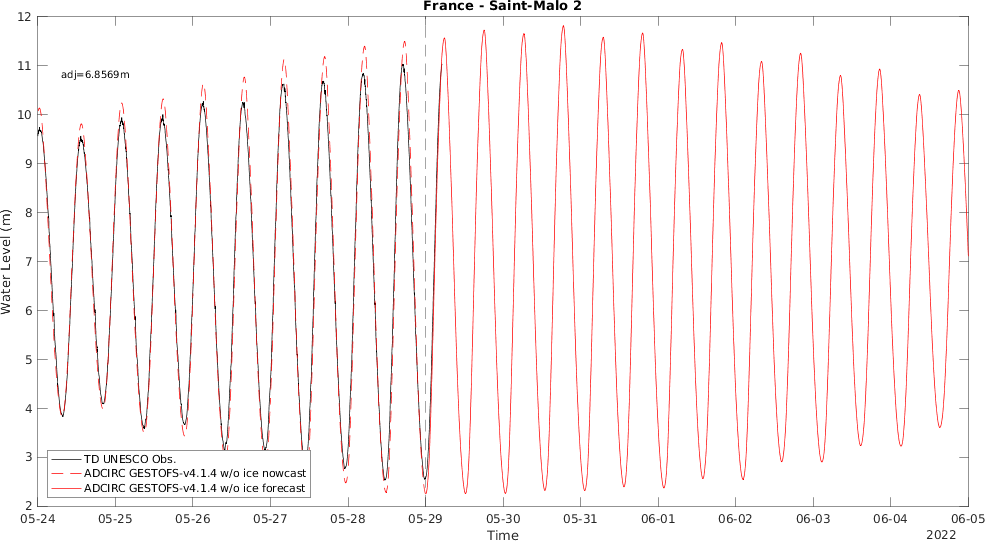 France - Saint-Malo 2
adj=6.8569m
Water Level (m)
12
11
10
9
8
7
6
5
4
3
2
TD UNESCO Obs.
ADCIRC GESTOFS-v4.1.4 w/o ice nowcast
ADCIRC GESTOFS-v4.1.4 w/o ice forecast
05-24 05-25 05-26 05-27 05-28 05-29 05-30 05-31 06-01 06-02 06-03 06-04 06-05
Time
2022